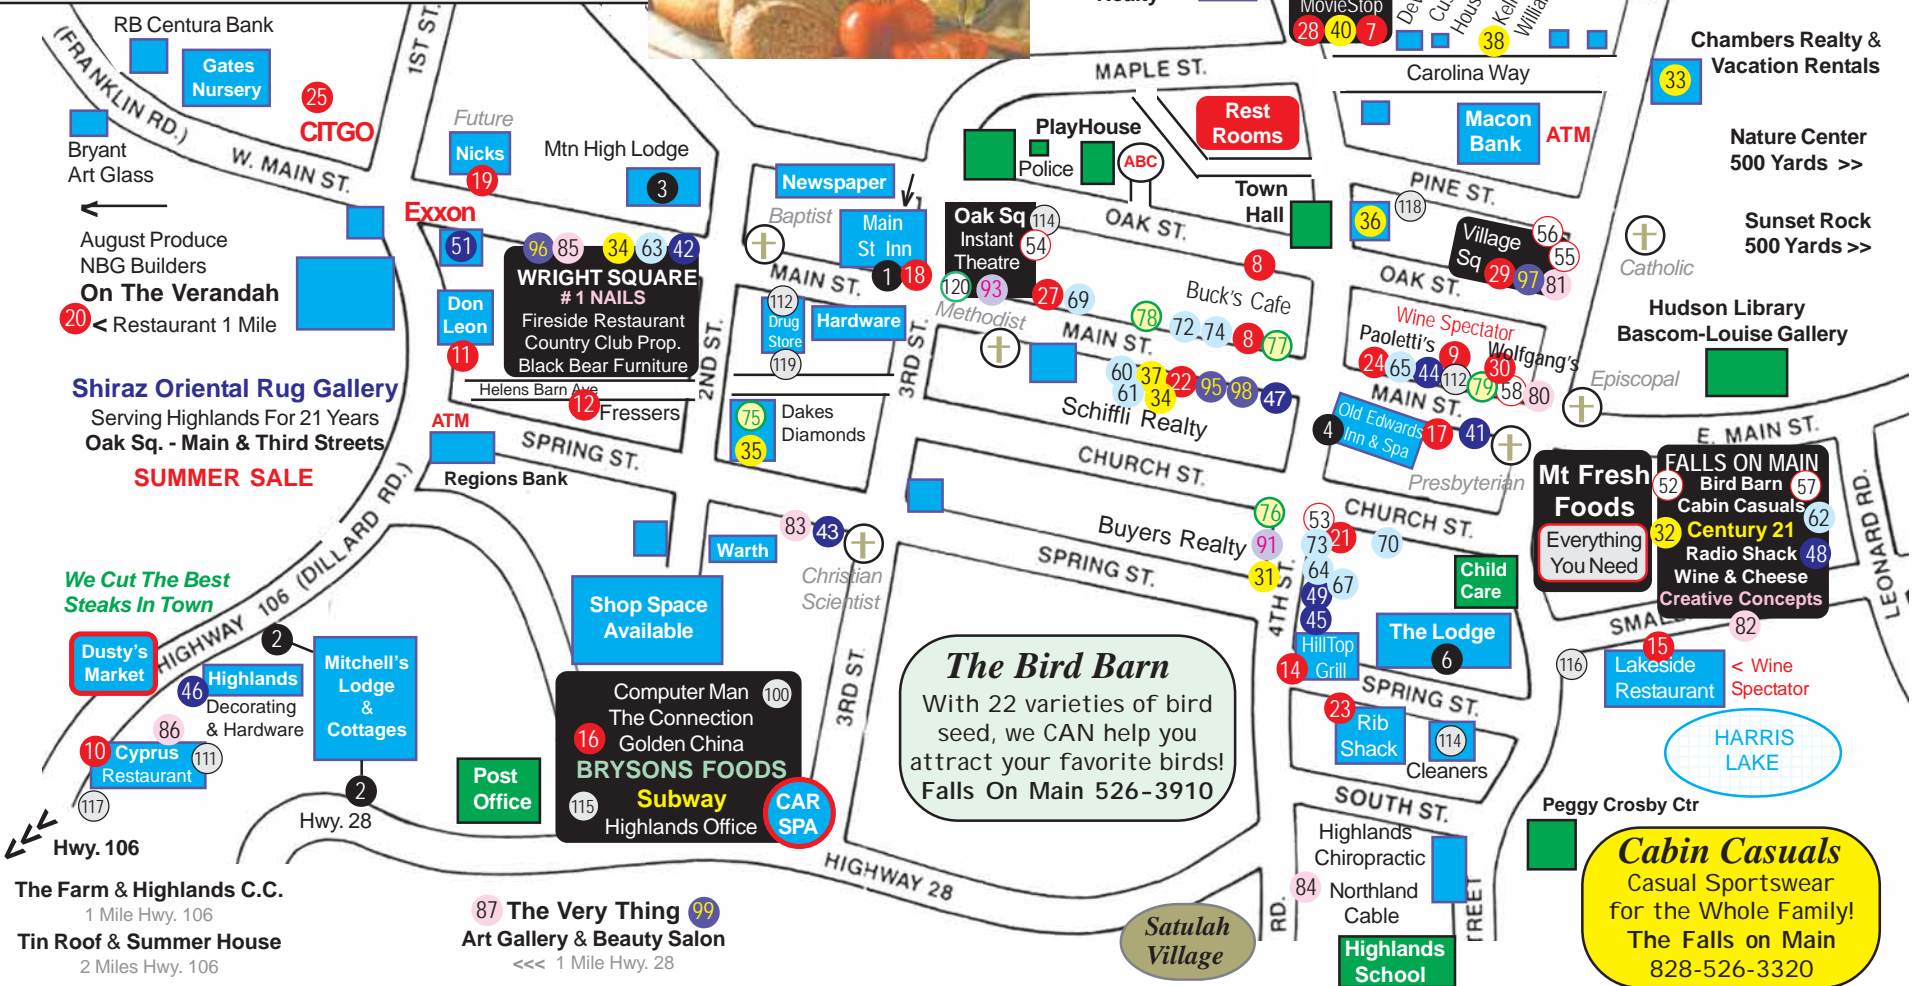 RB Centura Bank
(FRANKLIN RD.)
Gates
Nursery
25
CITGO
1ST ST.
Bryant
Art Glass
W. MAIN ST.
Future
Nicks
19
Mtn High Lodge
3
Exxon
51
August Produce
NBG Builders
On The Verandah
20 < Restaurant 1 Mile
Don
Leon
11
96 85 34 63 42
WRIGHT SQUARE
# 1 NAILS
Fireside Restaurant
Country Club Prop.
Black Bear Furniture
Helens Barn Ave
12 Fressers
2ND ST.
Shiraz Oriental Rug Gallery
Serving Highlands For 21 Years
Oak Sq. - Main & Third Streets
SUMMER SALE
ATM
Regions Bank
SPRING ST.
Newspaper
Baptist
Main
St Inn
1 18
MAIN ST.
112
Drug
Store
119
Hardware
75
35
Dakes
Diamonds
3RD ST.
MovieStop
28 40 7
38
Carolina Way
MAPLE ST.
Rest
Rooms
PlayHouse
Police
ABC
Town
Hall
Macon
Bank
ATM
PINE ST.
Chambers Realty &
Vacation Rentals
33
Nature Center
500 Yards >>
Sunset Rock
500 Yards >>
Oak Sq 114
Instant 54
Theatre
120 93
27 69
OAK ST.
8
Buck's Cafe
Methodist
MAIN ST.
78
72 74 8 77
60 37 22 95 98 47
61 34
Schiffli Realty
36
118
Village
Sq
56
55
29 97 81
OAK ST.
Catholic
Hudson Library
Bascom-Louise Gallery
Wine Spectator
Paoletti's
Wolfgang's
24 65 44 9 112 79 30 58 80
MAIN ST.
Episcopal
4
Old Edwards
Inn & Spa
17 41
Presbyterian
E. MAIN ST.
CHURCH ST.
CHURCH ST.
Mt Fresh
Foods
Everything
You Need
FALLS ON MAIN
52 Bird Barn 57
Cabin Casuals
62
32 Century 21
Radio Shack 48
Wine & Cheese
Creative Concepts
82
LEONARD RD.
Warth
83 43
Christian
Scientist
Buyers Realty
76
91
31
SPRING ST.
53
73 21 70
64 67
49
45
4TH ST.
Child
Care
HillTop
Grill
14
The Lodge
6
116
15
Lakeside
Restaurant
< Wine
Spectator
HARRIS
LAKE
SPRING ST.
23
Rib
Shack
114
Cleaners
SOUTH ST.
We Cut The Best
Steaks In Town
HIGHWAY 106 (DILLARD RD.)
Dusty's
Market
2
46 Highlands
Decorating
& Hardware
Mitchell's
Lodge
&
Cottages
86
10 Cyprus
Restaurant
111
117
2
Hwy. 28
Hwy. 106
The Farm & Highlands C.C.
1 Mile Hwy. 106
Tin Roof & Summer House
2 Miles Hwy. 106
Shop Space
Available
Computer Man 100
The Connection
16 Golden China
BRYSONS FOODS
115 Subway
Highlands Office
CAR
SPA
Post
Office
3RD ST.
The Bird Barn
With 22 varieties of bird
seed, we CAN help you
attract your favorite birds!
Falls On Main 526-3910
HIGHWAY 28
87 The Very Thing 99
Art Gallery & Beauty Salon
<<< 1 Mile Hwy. 28
Satulah
Village
RD.
Highlands
Chiropractic
84 Northland
Cable
Highlands
School
Peggy Crosby Ctr
Cabin Casuals
Casual Sportswear
for the Whole Family!
The Falls on Main
828-526-3320